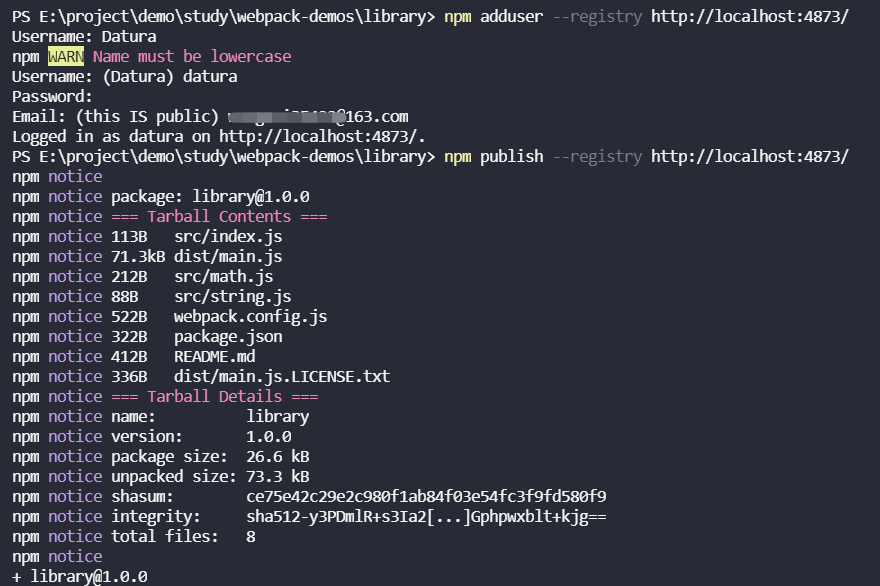 PS E:\project\demo\study\webpack-demos\library> npm adduser --registry http://localhost:4873/
Username: Datura
npm WARN Name must be lowercase
Username: (Datura) datura
Password:
Email: (this IS public) @163.com
Logged in as datura on http://localhost:4873/.
PS E:\project\demo\study\webpack-demos\library> npm publish --registry http://localhost:4873/
npm notice
npm notice package: library@1.0.0
npm notice === Tarball Contents ===
npm notice 113B src/index.js
npm notice 71.3kB dist/main.js
npm notice 212B src/math.js
npm notice 88B src/string.js
npm notice 522B webpack.config.js
npm notice 322B package.json
npm notice 412B README.md
npm notice 336B dist/main.js.LICENSE.txt
npm notice === Tarball Details ===
npm notice name: library
npm notice version: 1.0.0
npm notice package size: 26.6 kB
npm notice unpacked size: 73.3 kB
npm notice shasum: ce75e42c29e2c980f1ab84f03e54fc3f9fd580f9
npm notice integrity: sha512-y3PDmlR+s3Ia2[...]Gphpwxblt+kjg==
npm notice total files: 8
npm notice
+ library@1.0.0